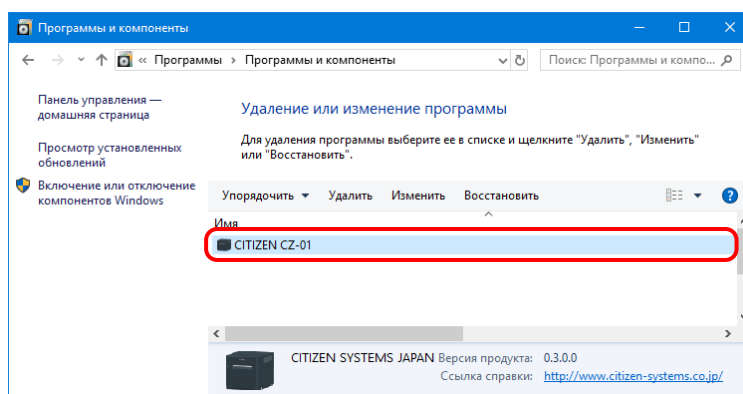 Программы и компоненты
« Програм... › Программы и компоненты
Поиск: Программы и компо...
Панель управления —
домашняя страница
Просмотр установленных
обновлений
Включение или отключение
компонентов Windows
Удаление или изменение программы
Для удаления программы выберите ее в списке и щелкните "Удалить", "Изменить"
или "Восстановить".
Упорядочить Удалить Изменить Восстановить
Имя
CITIZEN CZ-01
CITIZEN SYSTEMS JAPAN Версия продукта: 0.3.0.0
Ссылка справки: http://www.citizen-systems.co.jp/